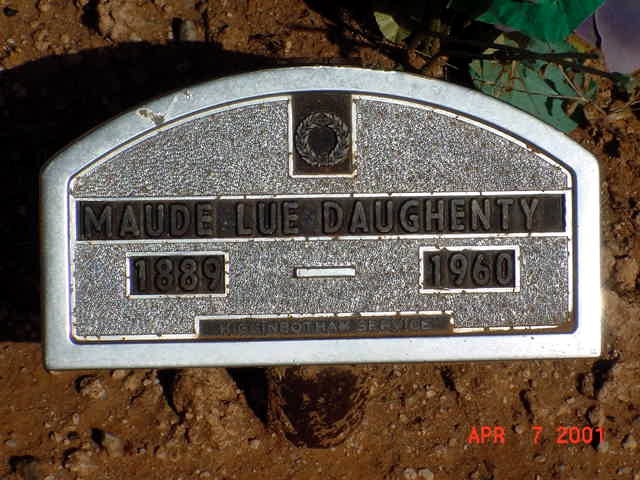 MAUDE LUE DAUGHENTY
1889 — 1960
HIGGINBOTHAM SERVICE
APR 7 2001